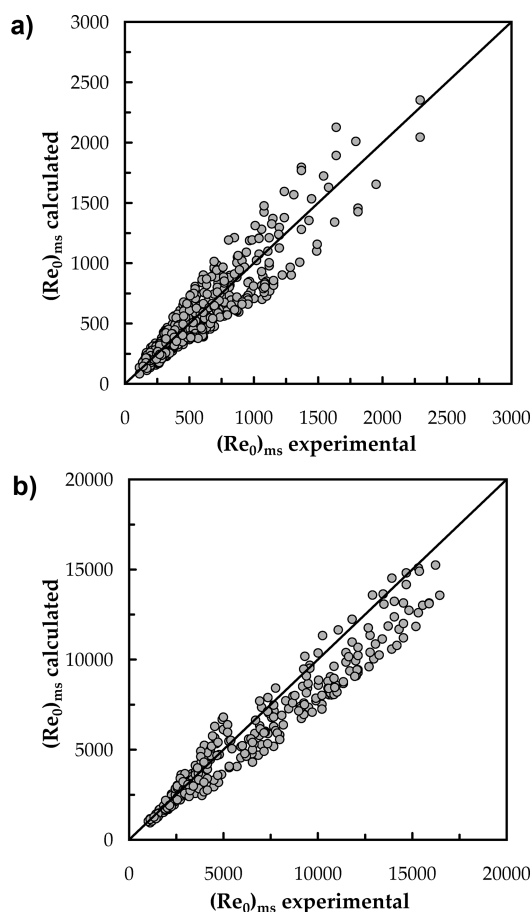 a)
3000
2500
2000
1500
1000
500
0
(Re₀)ₘₛ calculated
0 500 1000 1500 2000 2500 3000
(Re₀)ₘₛ experimental
b)
20000
15000
10000
5000
0
(Re₀)ₘₛ calculated
0 5000 10000 15000 20000
(Re₀)ₘₛ experimental